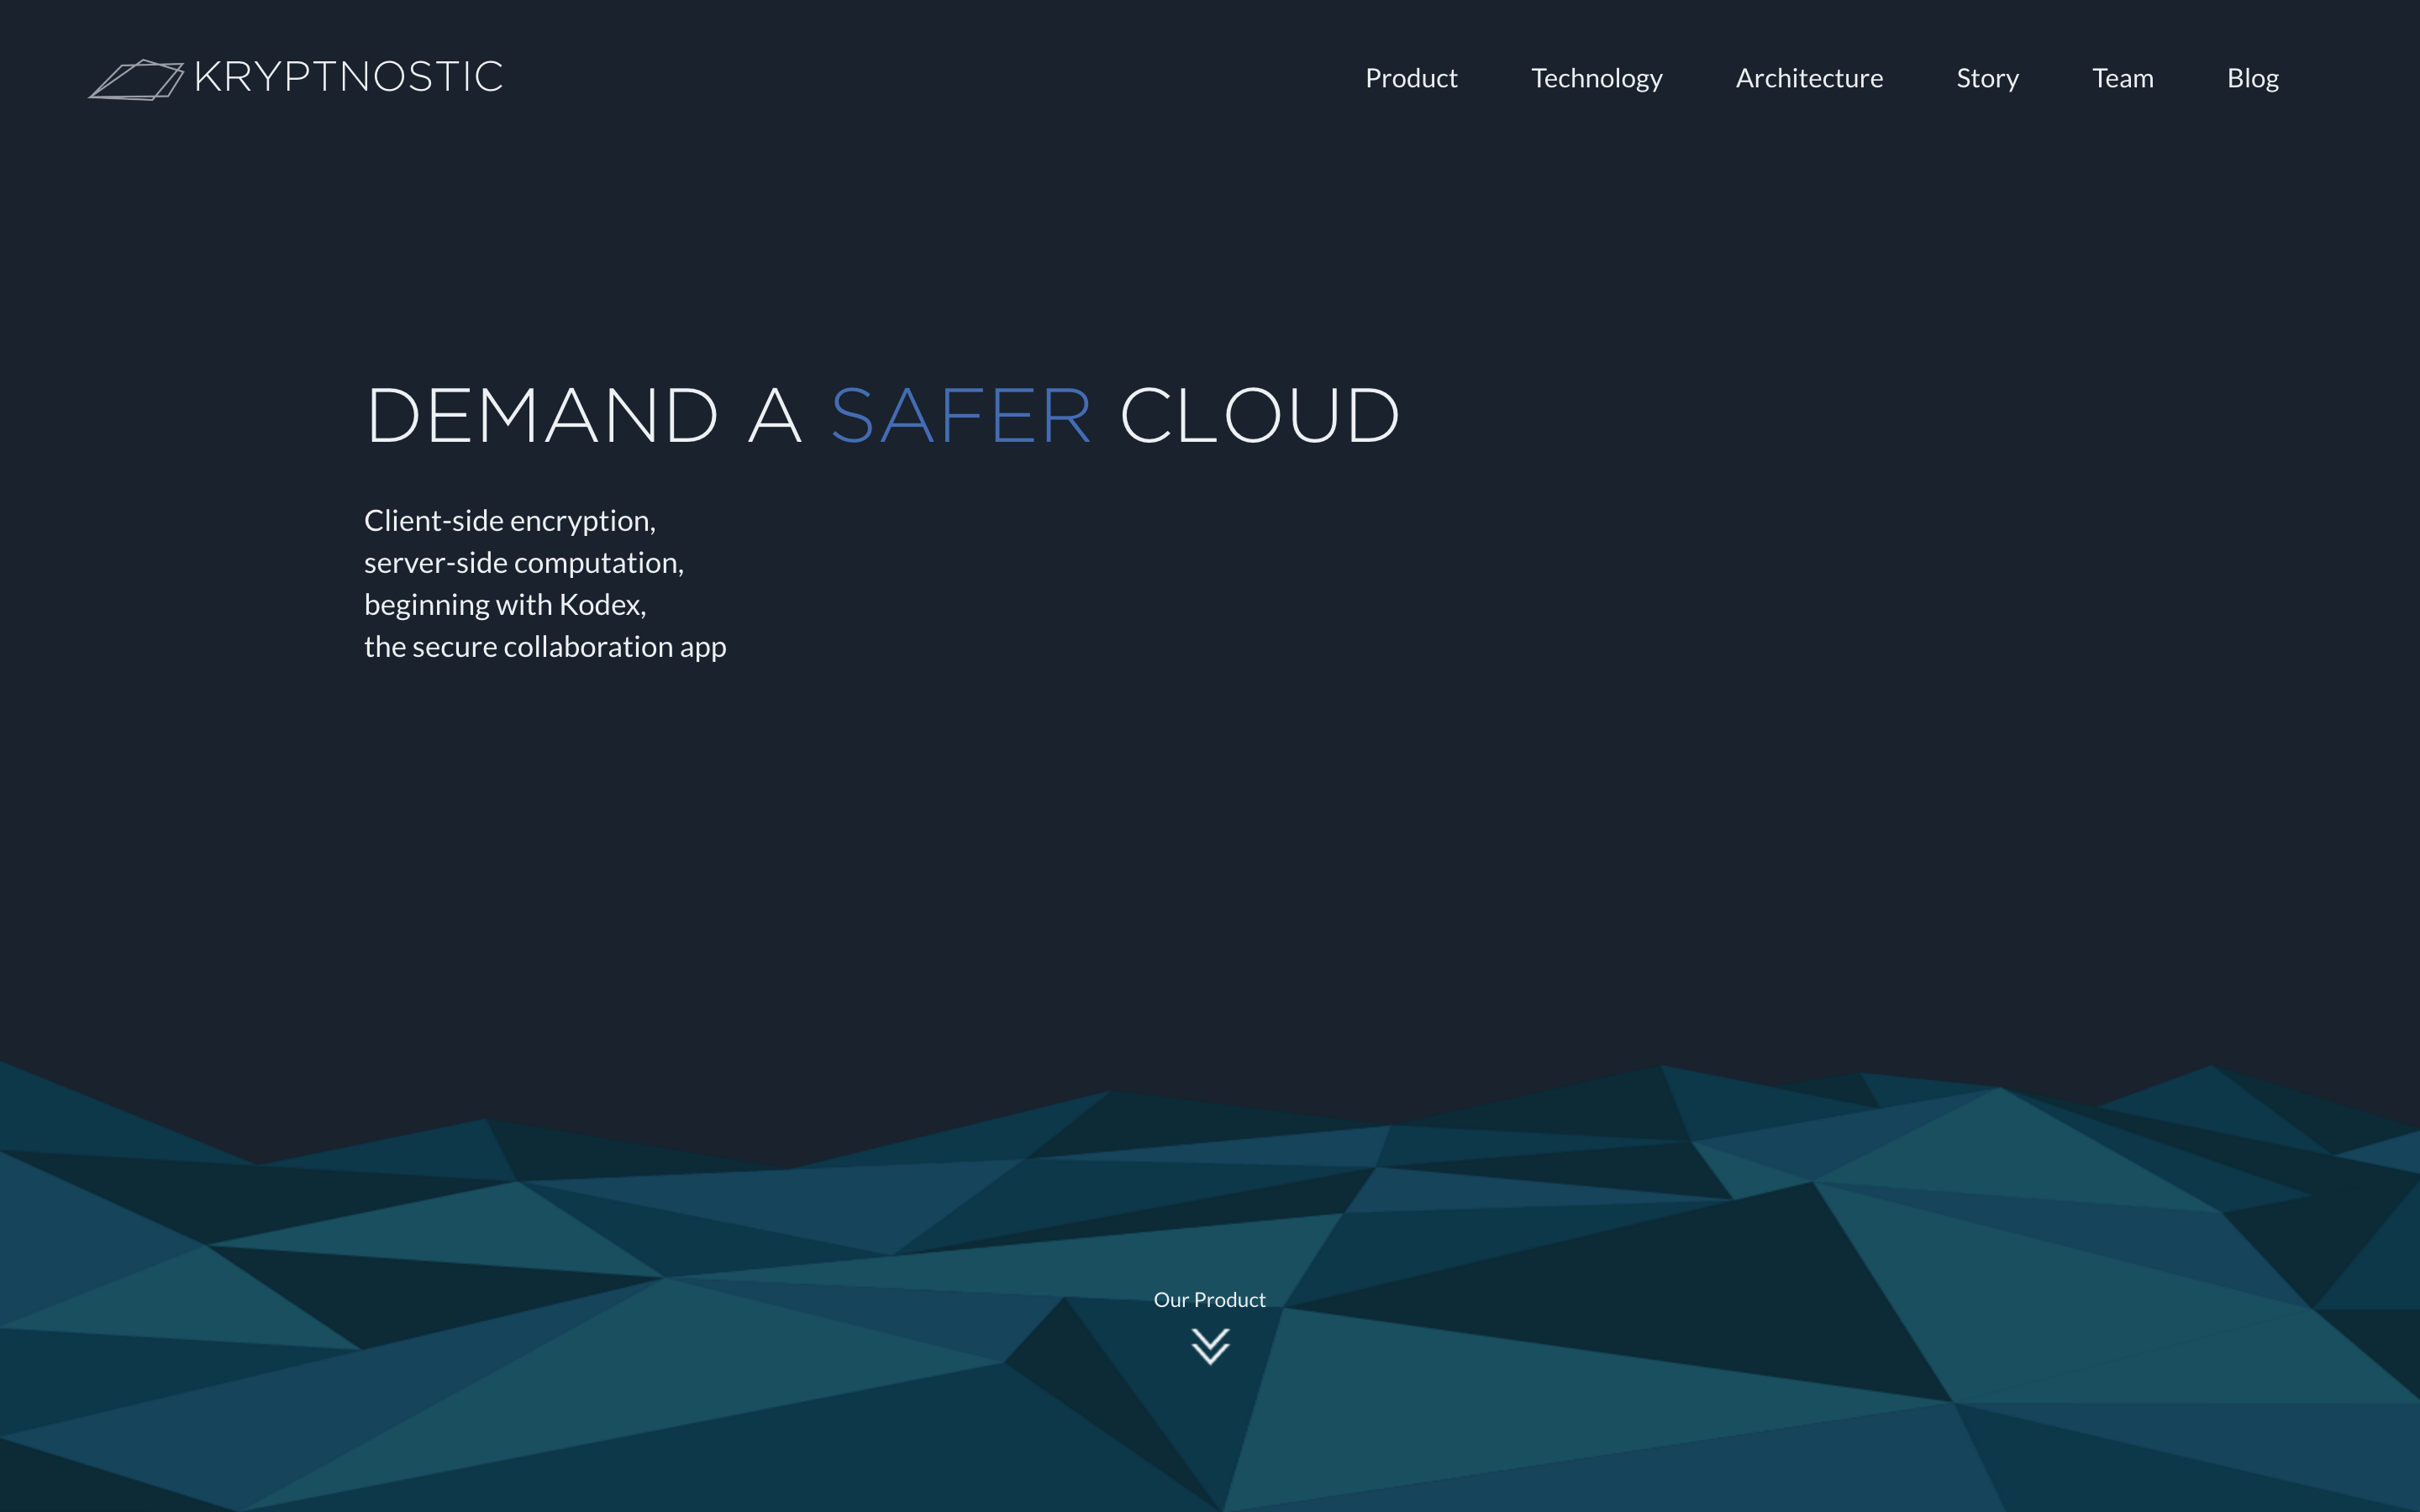 KRYPTNOSTIC
Product Technology Architecture Story Team Blog
DEMAND A SAFER CLOUD
Client-side encryption,
server-side computation,
beginning with Kodex,
the secure collaboration app
Our Product